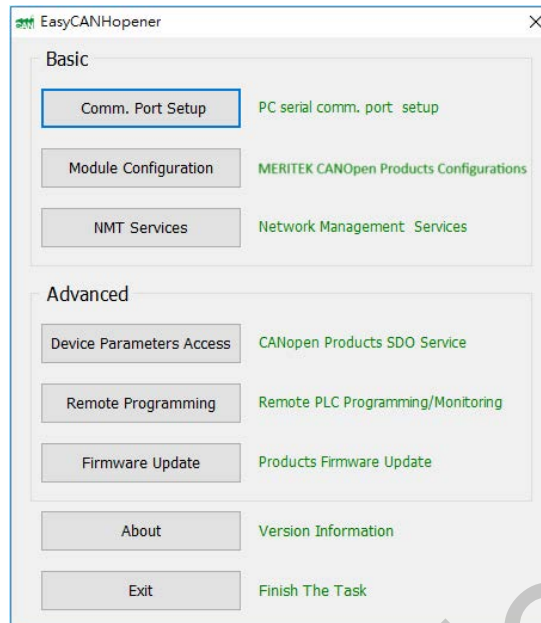 CAN EasyCANHopener
Basic
Comm. Port Setup PC serial comm. port setup
Module Configuration MERITEK CANOpen Products Configurations
NMT Services Network Management Services
Advanced
Device Parameters Access CANopen Products SDO Service
Remote Programming Remote PLC Programming/Monitoring
Firmware Update Products Firmware Update
About Version Information
Exit Finish The Task